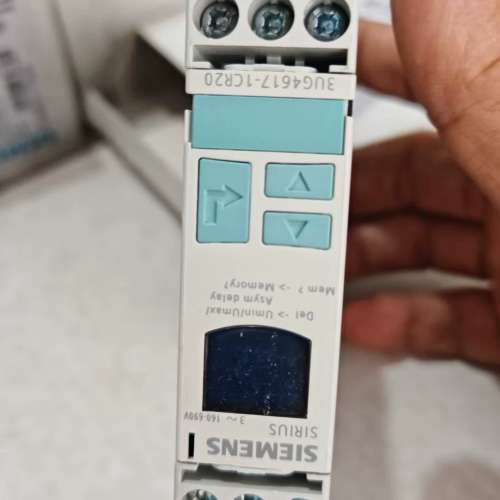 SIEMENS
SIRIUS
3 ~ 160-690V
Del -> Umin/Umax/
Asym delay
Mem ? -> Memory?
3UG4617-1CR20